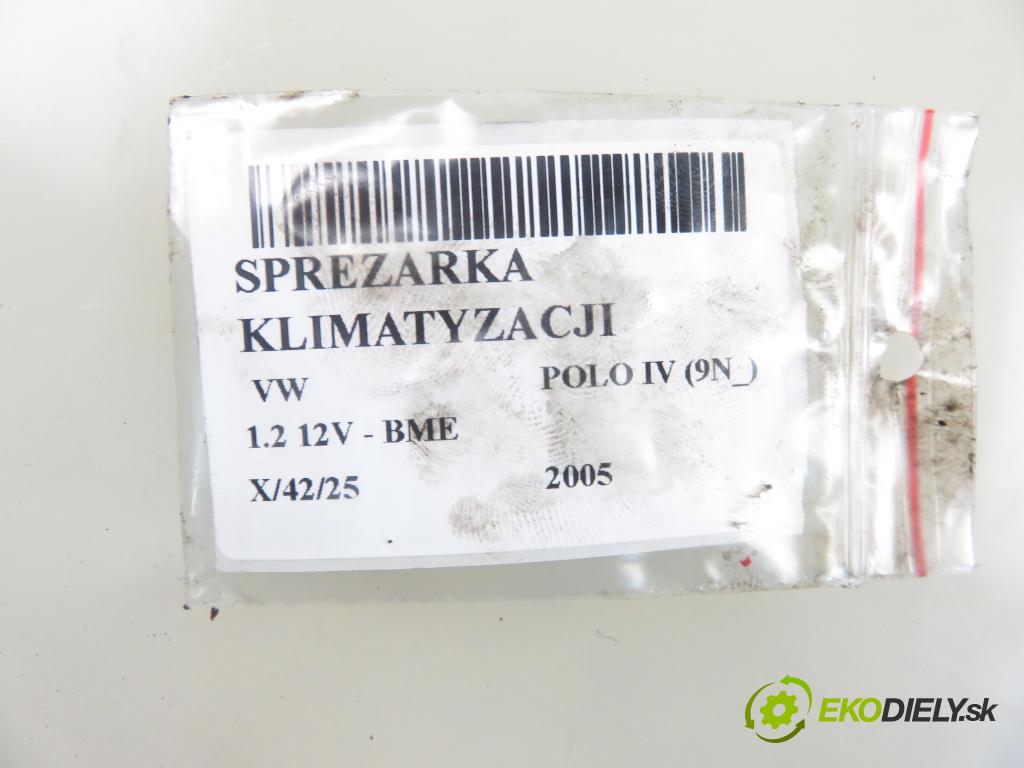 SPREZARKA
KLIMATYZACJI
VW POLO IV (9N_)
1.2 12V - BME
X/42/25 2005
EKODIELY.sk